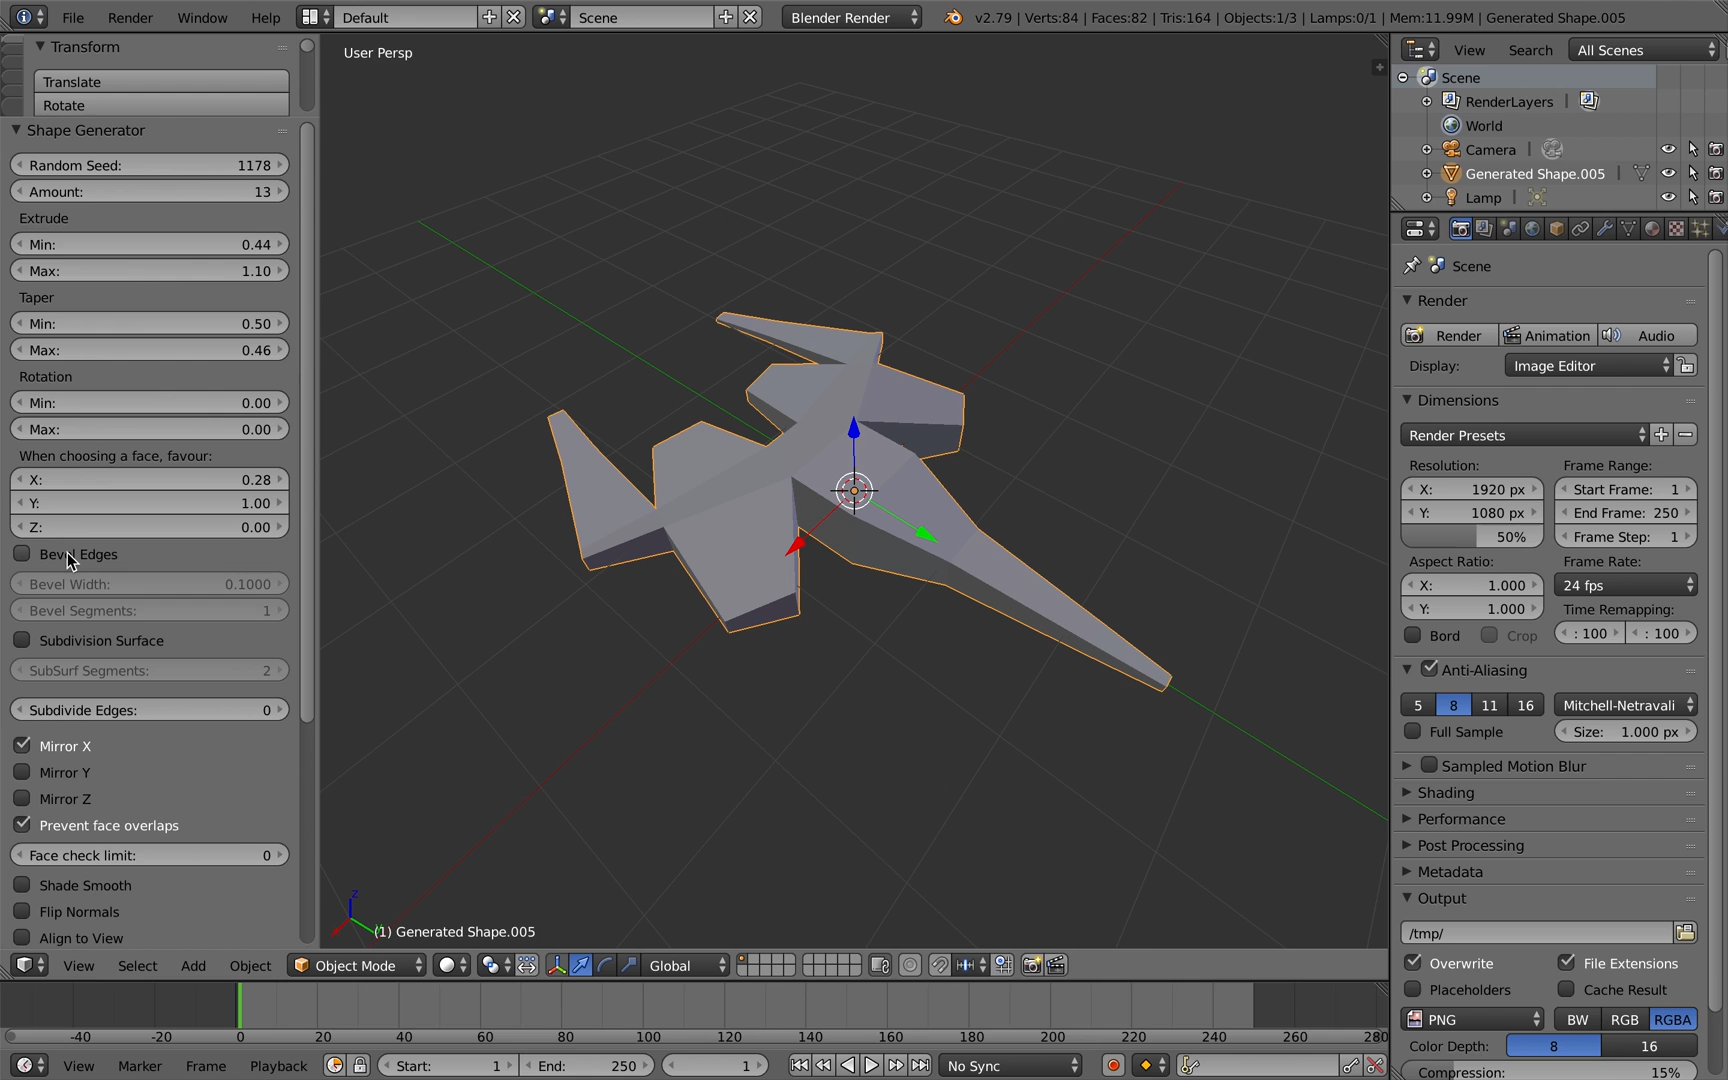 File Render Window Help Default Scene Blender Render v2.79 | Verts:84 | Faces:82 | Tris:164 | Objects:1/3 | Lamps:0/1 | Mem:11.99M | Generated Shape.005
Transform
Translate
Rotate
Shape Generator
Random Seed: 1178
Amount: 13
Extrude
Min: 0.44
Max: 1.10
Taper
Min: 0.50
Max: 0.46
Rotation
Min: 0.00
Max: 0.00
When choosing a face, favour:
X: 0.28
Y: 1.00
Z: 0.00
Bevel Edges
Bevel Width: 0.1000
Bevel Segments: 1
Subdivision Surface
SubSurf Segments: 2
Subdivide Edges: 0
Mirror X
Mirror Y
Mirror Z
Prevent face overlaps
Face check limit: 0
Shade Smooth
Flip Normals
Align to View
User Persp
z
(1) Generated Shape.005
View Select Add Object Object Mode Global
-40 -20 0 20 40 60 80 100 120 140 160 180 200 220 240 260 280
View Marker Frame Playback Start: 1 End: 250 1 No Sync
View Search All Scenes
Scene
RenderLayers
World
Camera
Generated Shape.005
Lamp
Scene
Render
Render Animation Audio
Display: Image Editor
Dimensions
Render Presets
Resolution: Frame Range:
X: 1920 px Start Frame: 1
Y: 1080 px End Frame: 250
50% Frame Step: 1
Aspect Ratio: Frame Rate:
X: 1.000 24 fps
Y: 1.000 Time Remapping:
Bord Crop : 100 : 100
Anti-Aliasing
5 8 11 16 Mitchell-Netravali
Full Sample Size: 1.000 px
Sampled Motion Blur
Shading
Performance
Post Processing
Metadata
Output
/tmp/
Overwrite File Extensions
Placeholders Cache Result
PNG BW RGB RGBA
Color Depth: 8 16
Compression: 15%